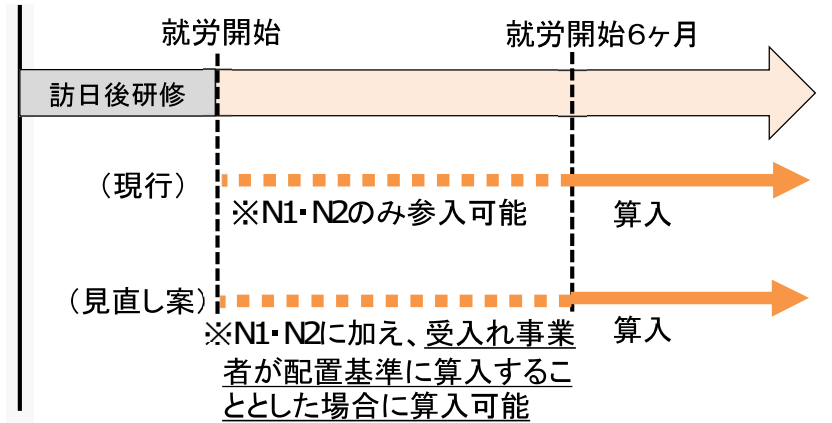 就労開始
就労開始6ヶ月
訪日後研修
（現行）
※N1・N2のみ参入可能
算入
（見直し案）
※N1・N2に加え、受入れ事業
者が配置基準に算入するこ
ととした場合に算入可能
算入